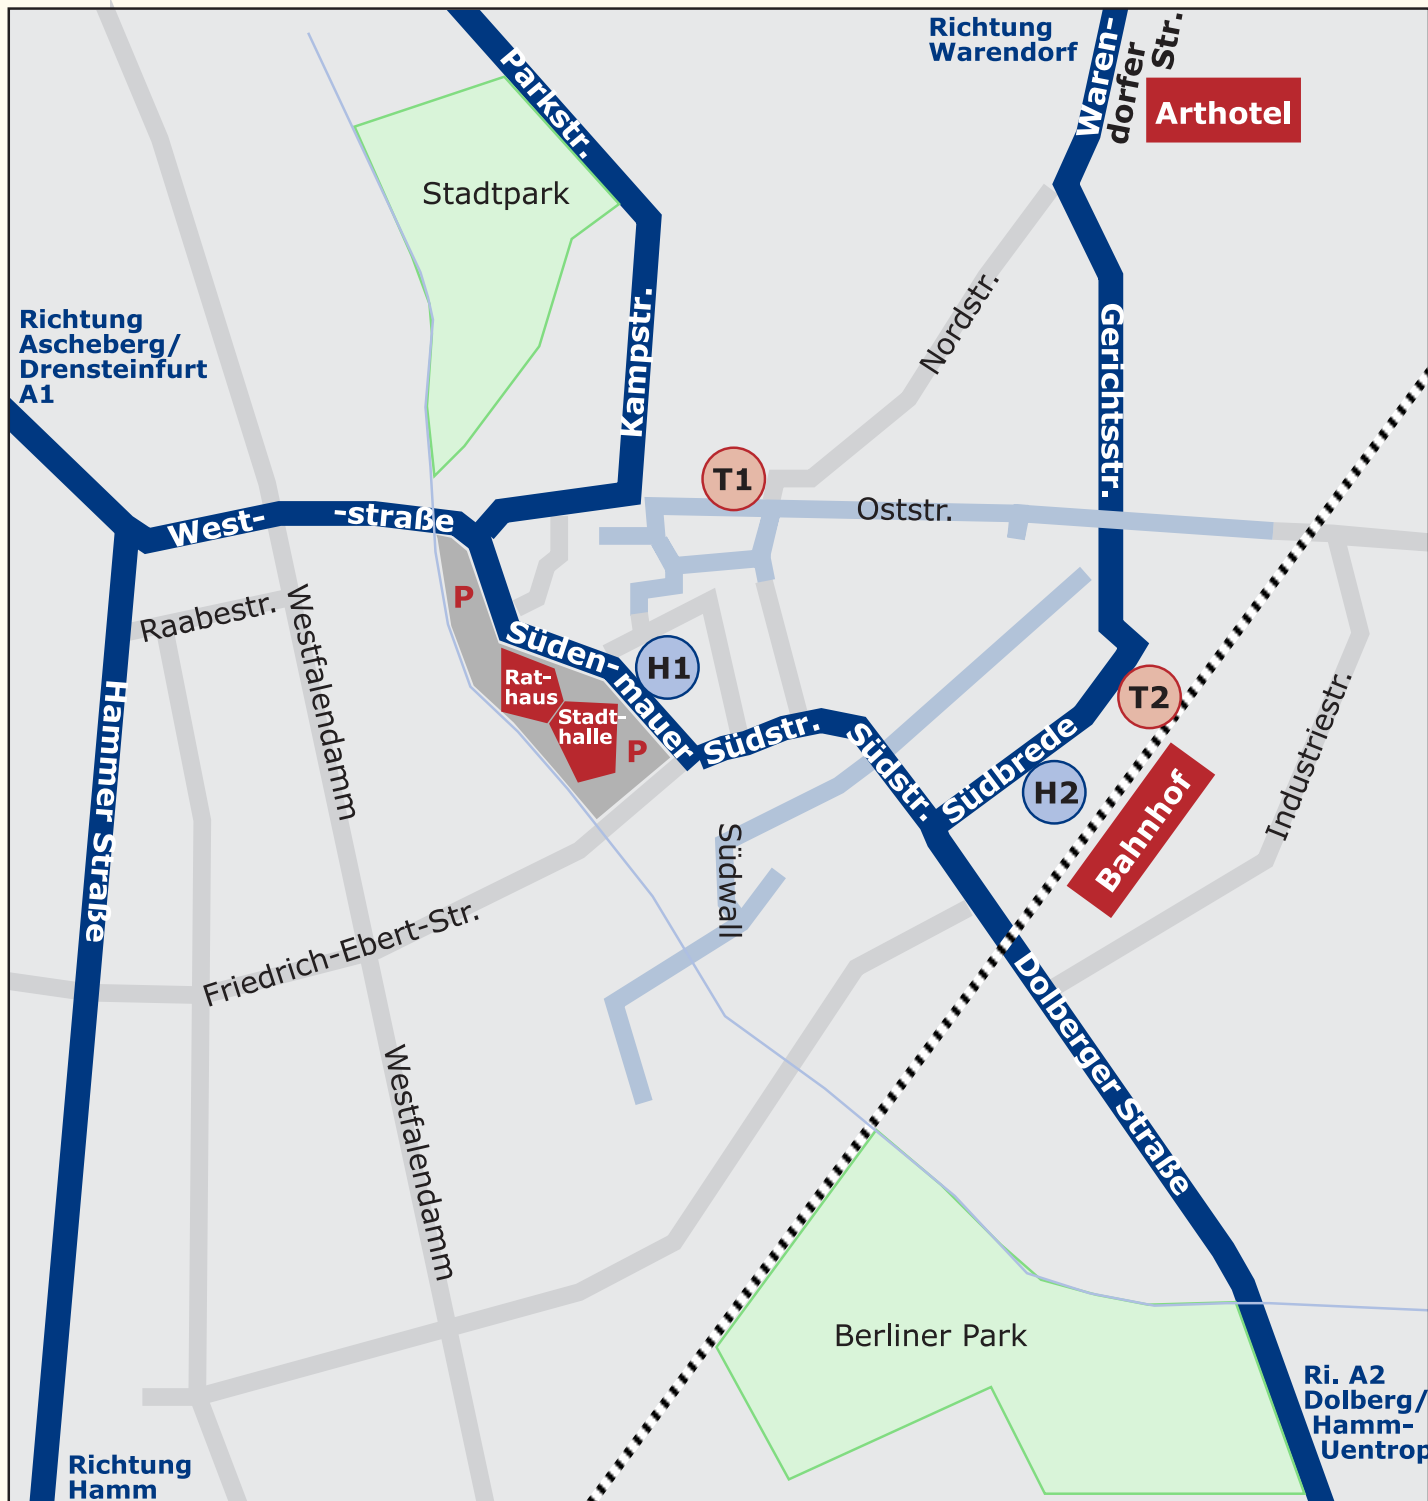 Richtung
Warendorf
Waren-
dorfer
Str.
Arthotel
Parkstr.
Stadtpark
Richtung
Ascheberg/
Drensteinfurt
A1
Kampstr.
Nordstr.
Gerichtsstr.
T1
Oststr.
West-
-straße
P
Raabestr.
Westfalendamm
Süden-
mauer
H1
Rat-
haus
Stadt-
halle
P
Südstr.
Südstr.
Südbrede
T2
H2
Bahnhof
Industriestr.
Hammer Straße
Südwall
Friedrich-Ebert-Str.
Dolberger Straße
Westfalendamm
Berliner Park
Ri. A2
Dolberg/
Hamm-
Uentrop
Richtung
Hamm